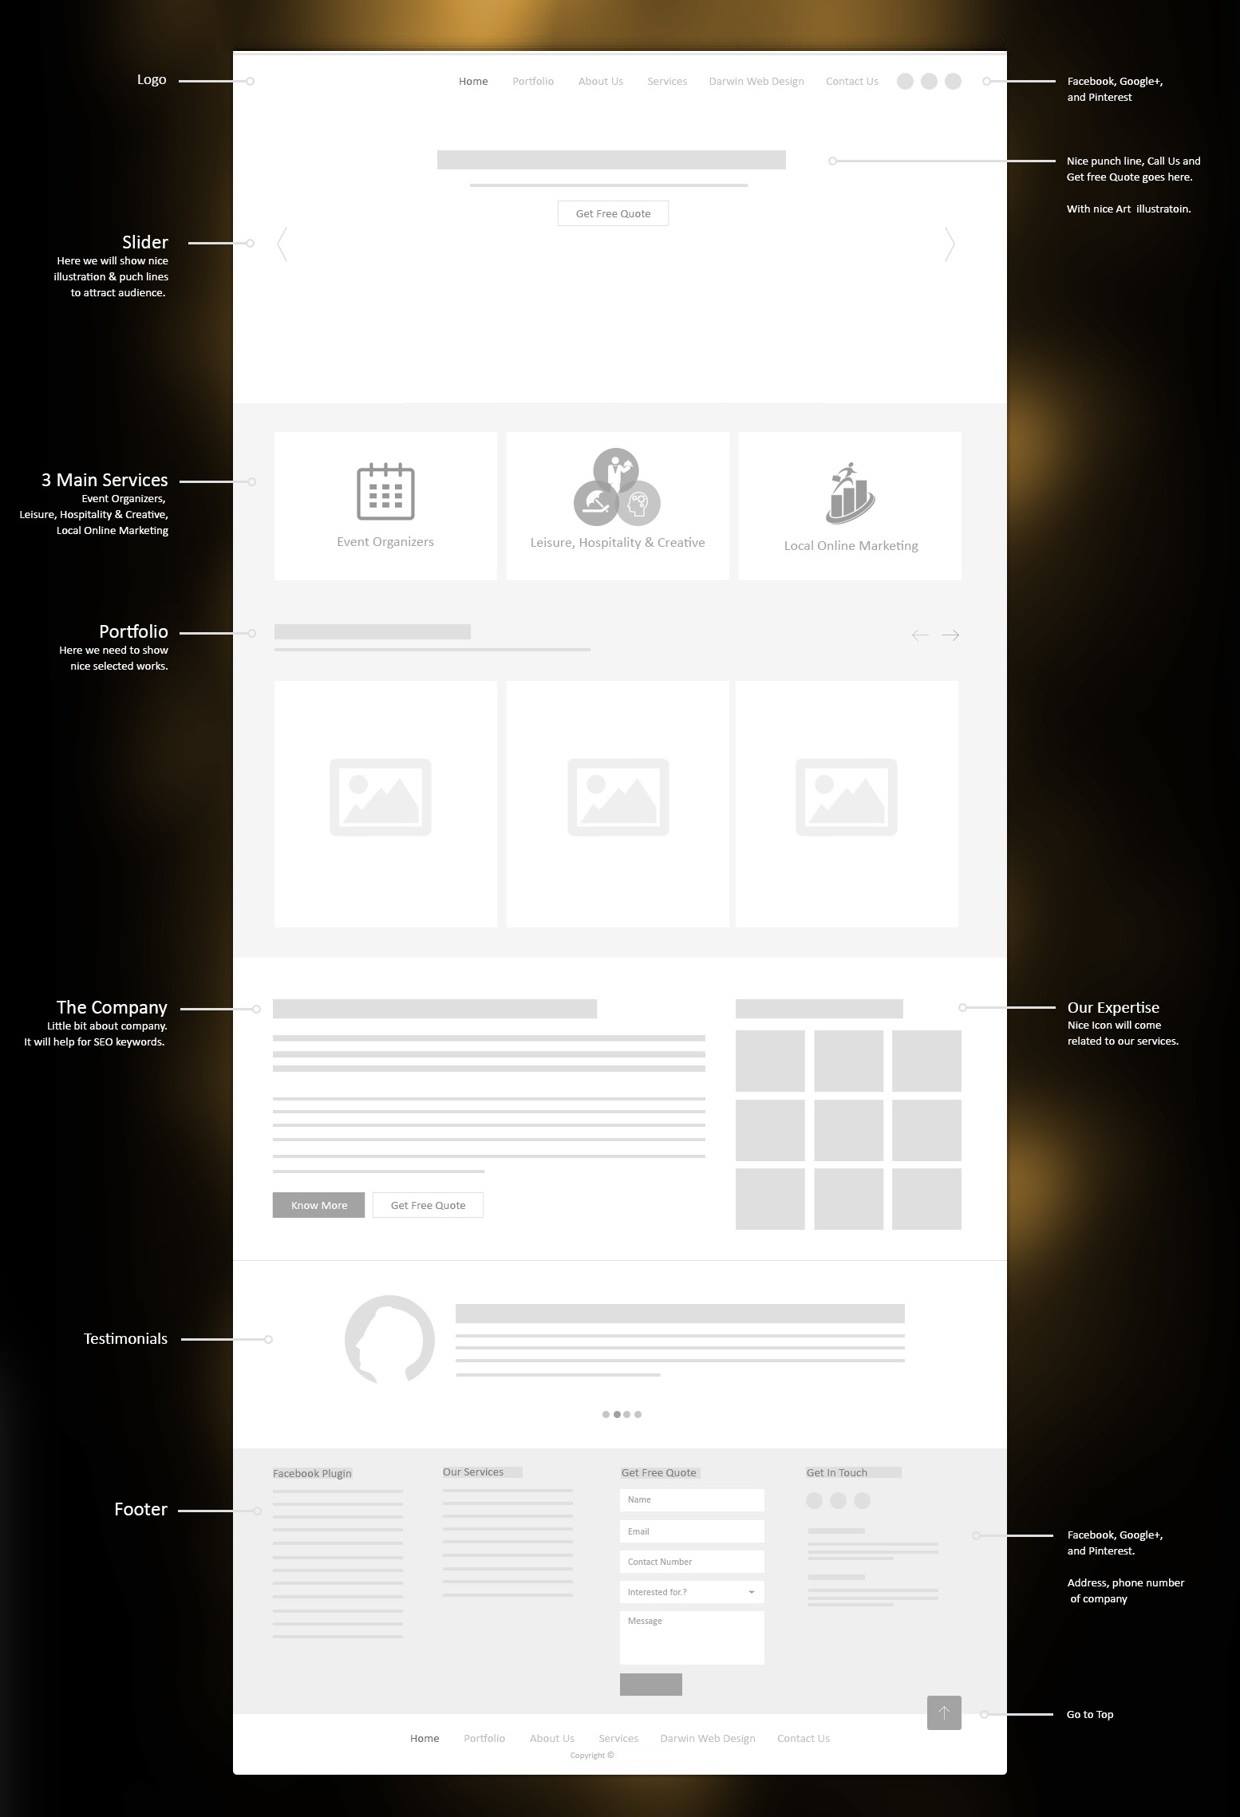 Logo
Home Portfolio About Us Services Darwin Web Design Contact Us
Facebook, Google+,
and Pinterest
Nice punch line, Call Us and
Get free Quote goes here.
With nice Art illustratoin.
Get Free Quote
Slider
Here we will show nice
illustration & puch lines
to attract audience.
3 Main Services
Event Organizers,
Leisure, Hospitality & Creative,
Local Online Marketing
Event Organizers
Leisure, Hospitality & Creative
Local Online Marketing
Portfolio
Here we need to show
nice selected works.
The Company
Little bit about company.
It will help for SEO keywords.
Our Expertise
Nice Icon will come
related to our services.
Know More
Get Free Quote
Testimonials
Footer
Facebook Plugin
Our Services
Get Free Quote
Name
Email
Contact Number
Interested for.?
Message
Get In Touch
Facebook, Google+,
and Pinterest.
Address, phone number
of company
Go to Top
Home Portfolio About Us Services Darwin Web Design Contact Us
Copyright ©